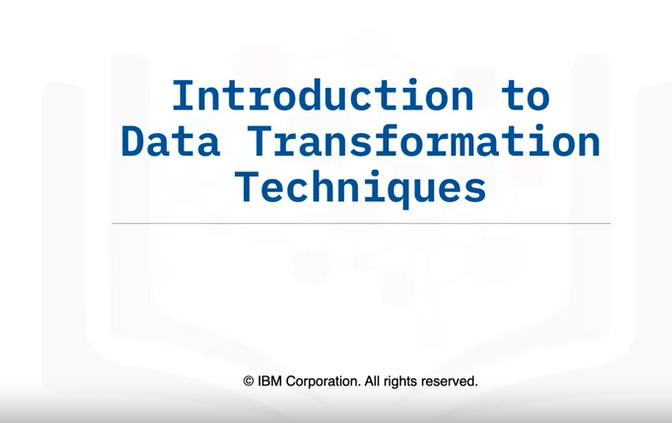 Introduction to
Data Transformation
Techniques
© IBM Corporation. All rights reserved.